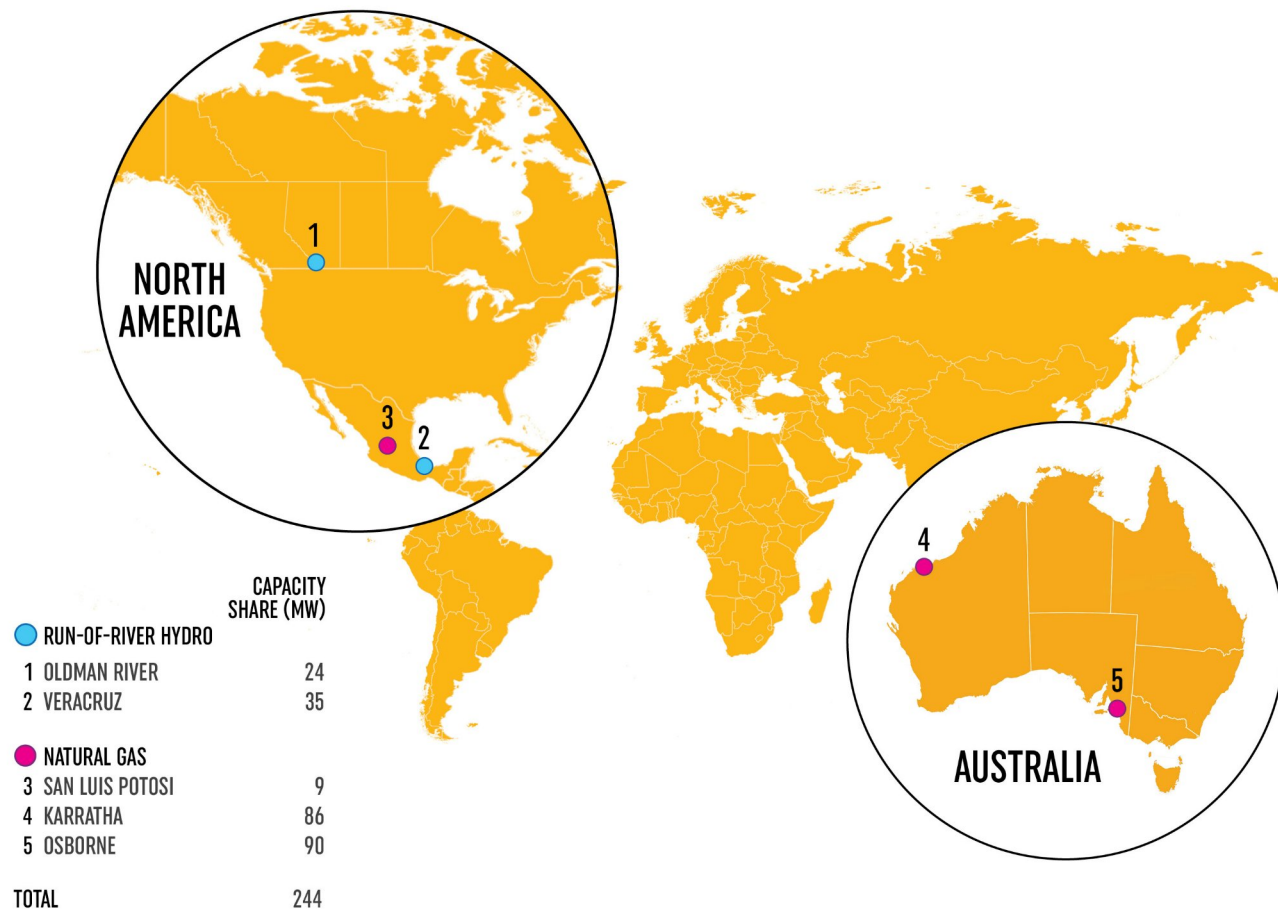 1
NORTH
AMERICA
3
2
4
5
AUSTRALIA
CAPACITY
SHARE (MW)
RUN-OF-RIVER HYDRO
1 OLDMAN RIVER 24
2 VERACRUZ 35
NATURAL GAS
3 SAN LUIS POTOSI 9
4 KARRATHA 86
5 OSBORNE 90
TOTAL 244